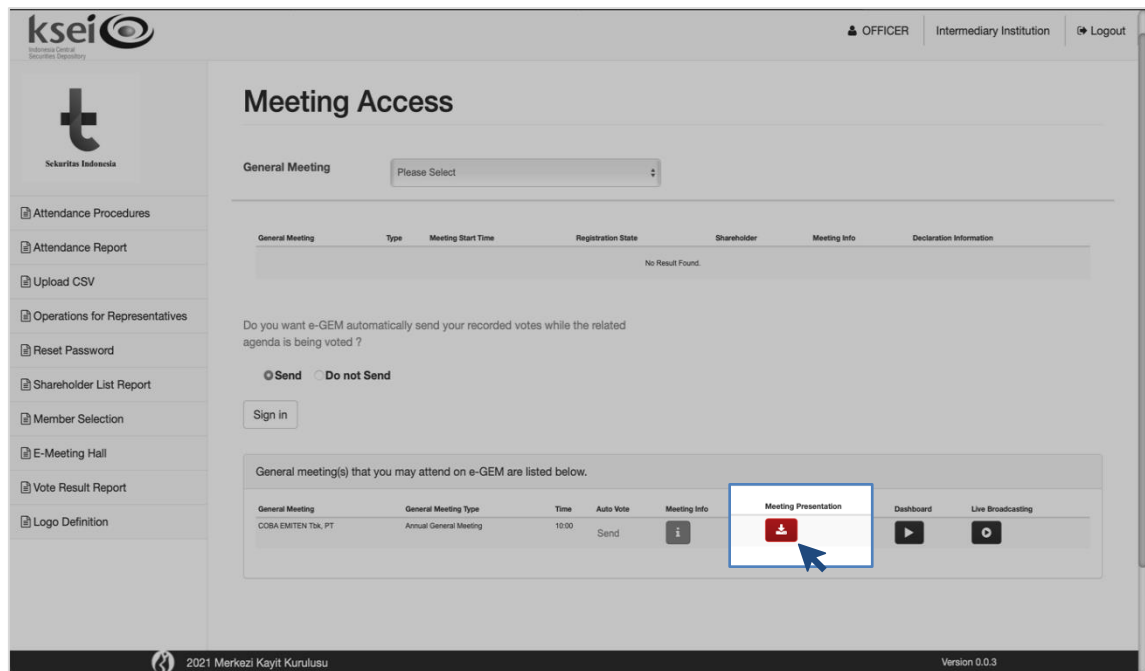 ksei
Indonesia Central
Securities Depository
OFFICER
Intermediary Institution
Logout
t
Sekuritas Indonesia
Attendance Procedures
Attendance Report
Upload CSV
Operations for Representatives
Reset Password
Shareholder List Report
Member Selection
E-Meeting Hall
Vote Result Report
Logo Definition
Meeting Access
General Meeting
Please Select
General Meeting Type Meeting Start Time Registration State Shareholder Meeting Info Declaration Information
No Result Found.
Do you want e-GEM automatically send your recorded votes while the related
agenda is being voted ?
Send Do not Send
Sign in
General meeting(s) that you may attend on e-GEM are listed below.
General Meeting General Meeting Type Time Auto Vote Meeting Info Meeting Presentation Dashboard Live Broadcasting
COBA EMITEN Tbk, PT Annual General Meeting 10:00 Send i
2021 Merkezi Kayit Kurulusu
Version 0.0.3